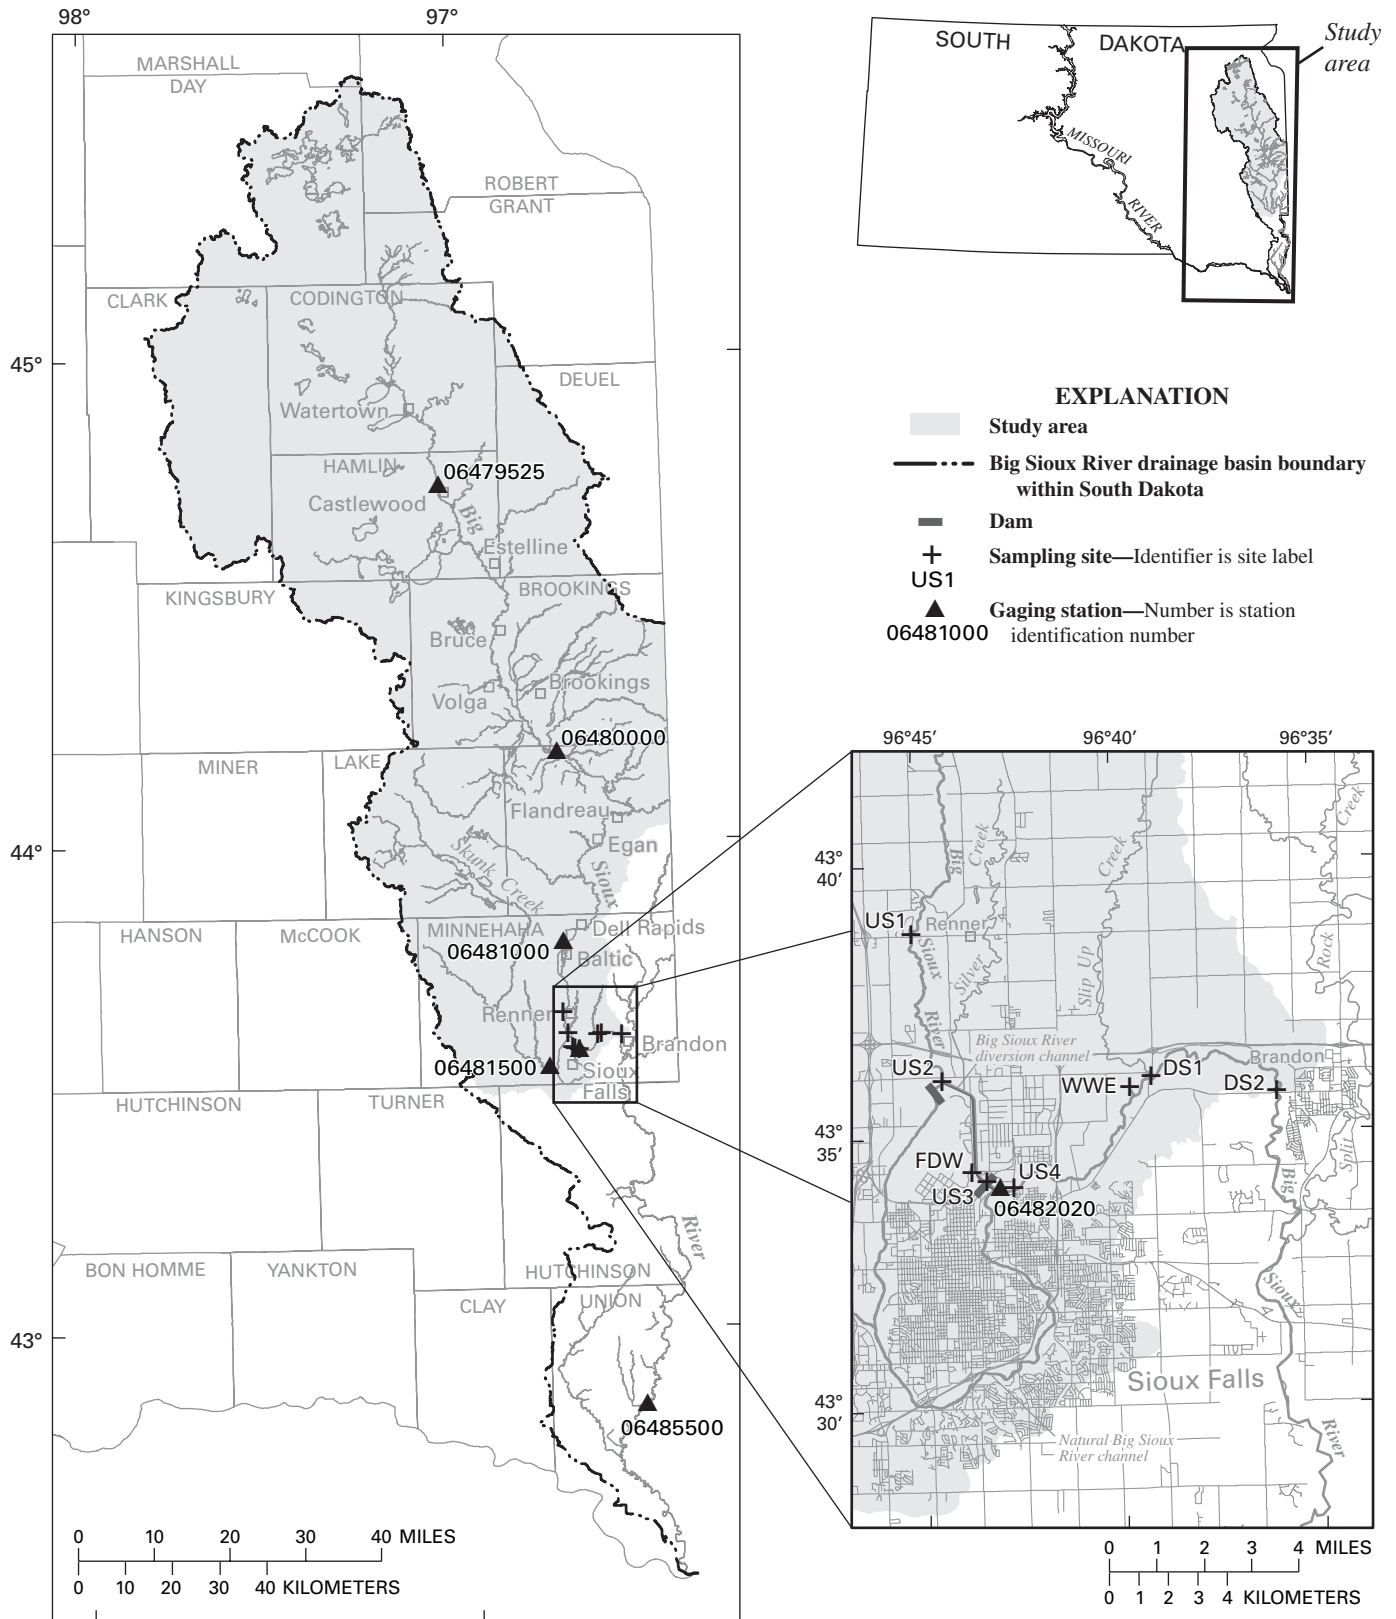 98°
97°
MARSHALL
DAY
ROBERT
GRANT
CLARK
CODINGTON
45°
DEUEL
Watertown
HAMLIN
06479525
Castlewood
Big
Estelline
KINGSBURY
BROOKINGS
Bruce
Brookings
Volga
06480000
MINER
LAKE
Flandreau
44°
Egan
Skunk Creek
Sioux
HANSON
McCOOK
MINNEHAHA
Dell Rapids
06481000
Baltic
Renner
Brandon
06481500
Sioux
Falls
HUTCHINSON
TURNER
River
BON HOMME
YANKTON
HUTCHINSON
CLAY
UNION
43°
06485500
0 10 20 30 40 MILES
0 10 20 30 40 KILOMETERS
SOUTH DAKOTA
Study
area
MISSOURI
RIVER
EXPLANATION
Study area
Big Sioux River drainage basin boundary
within South Dakota
Dam
Sampling site—Identifier is site label
US1
Gaging station—Number is station
06481000
identification number
96°45'
96°40'
96°35'
43°
40'
Big
Creek
Creek
Creek
US1
Renner
Sioux
Silver
Slip Up
Rock
River
Big Sioux River
diversion channel
Brandon
US2
WWE
DS1
DS2
43°
35'
FDW
US4
US3
06482020
Split
Big
Sioux
Sioux Falls
43°
30'
Natural Big Sioux
River channel
River
0 1 2 3 4 MILES
0 1 2 3 4 KILOMETERS